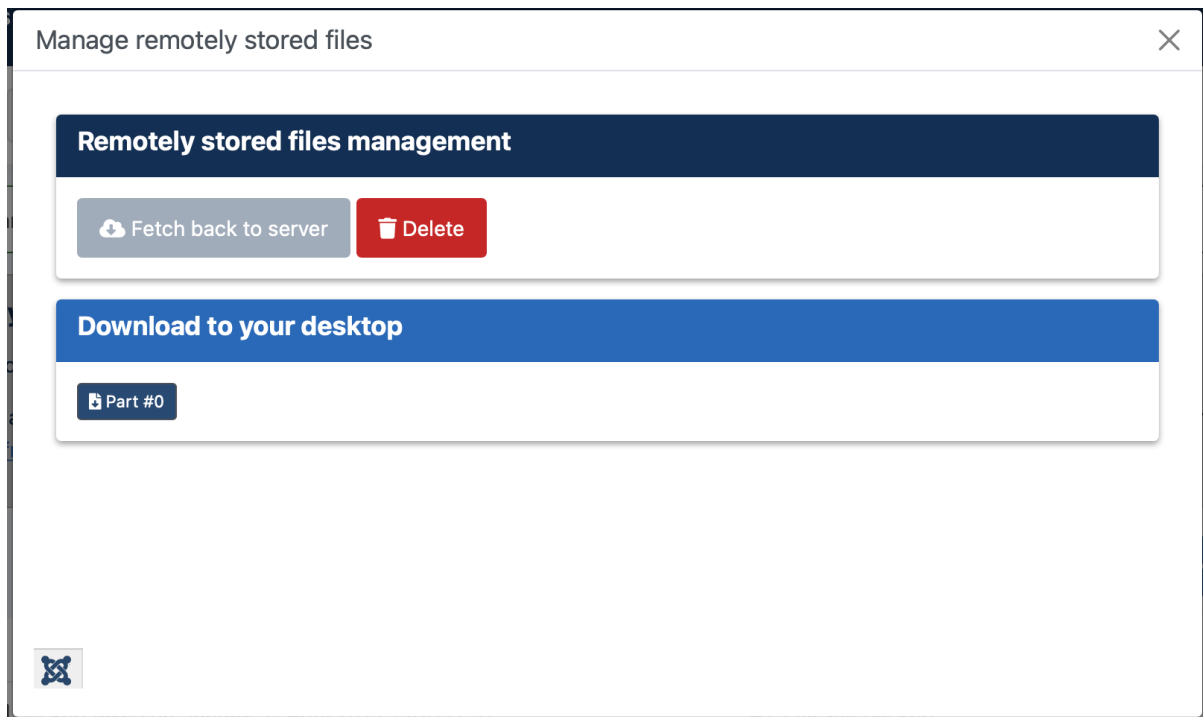 Manage remotely stored files
Remotely stored files management
Fetch back to server
Delete
Download to your desktop
Part #0